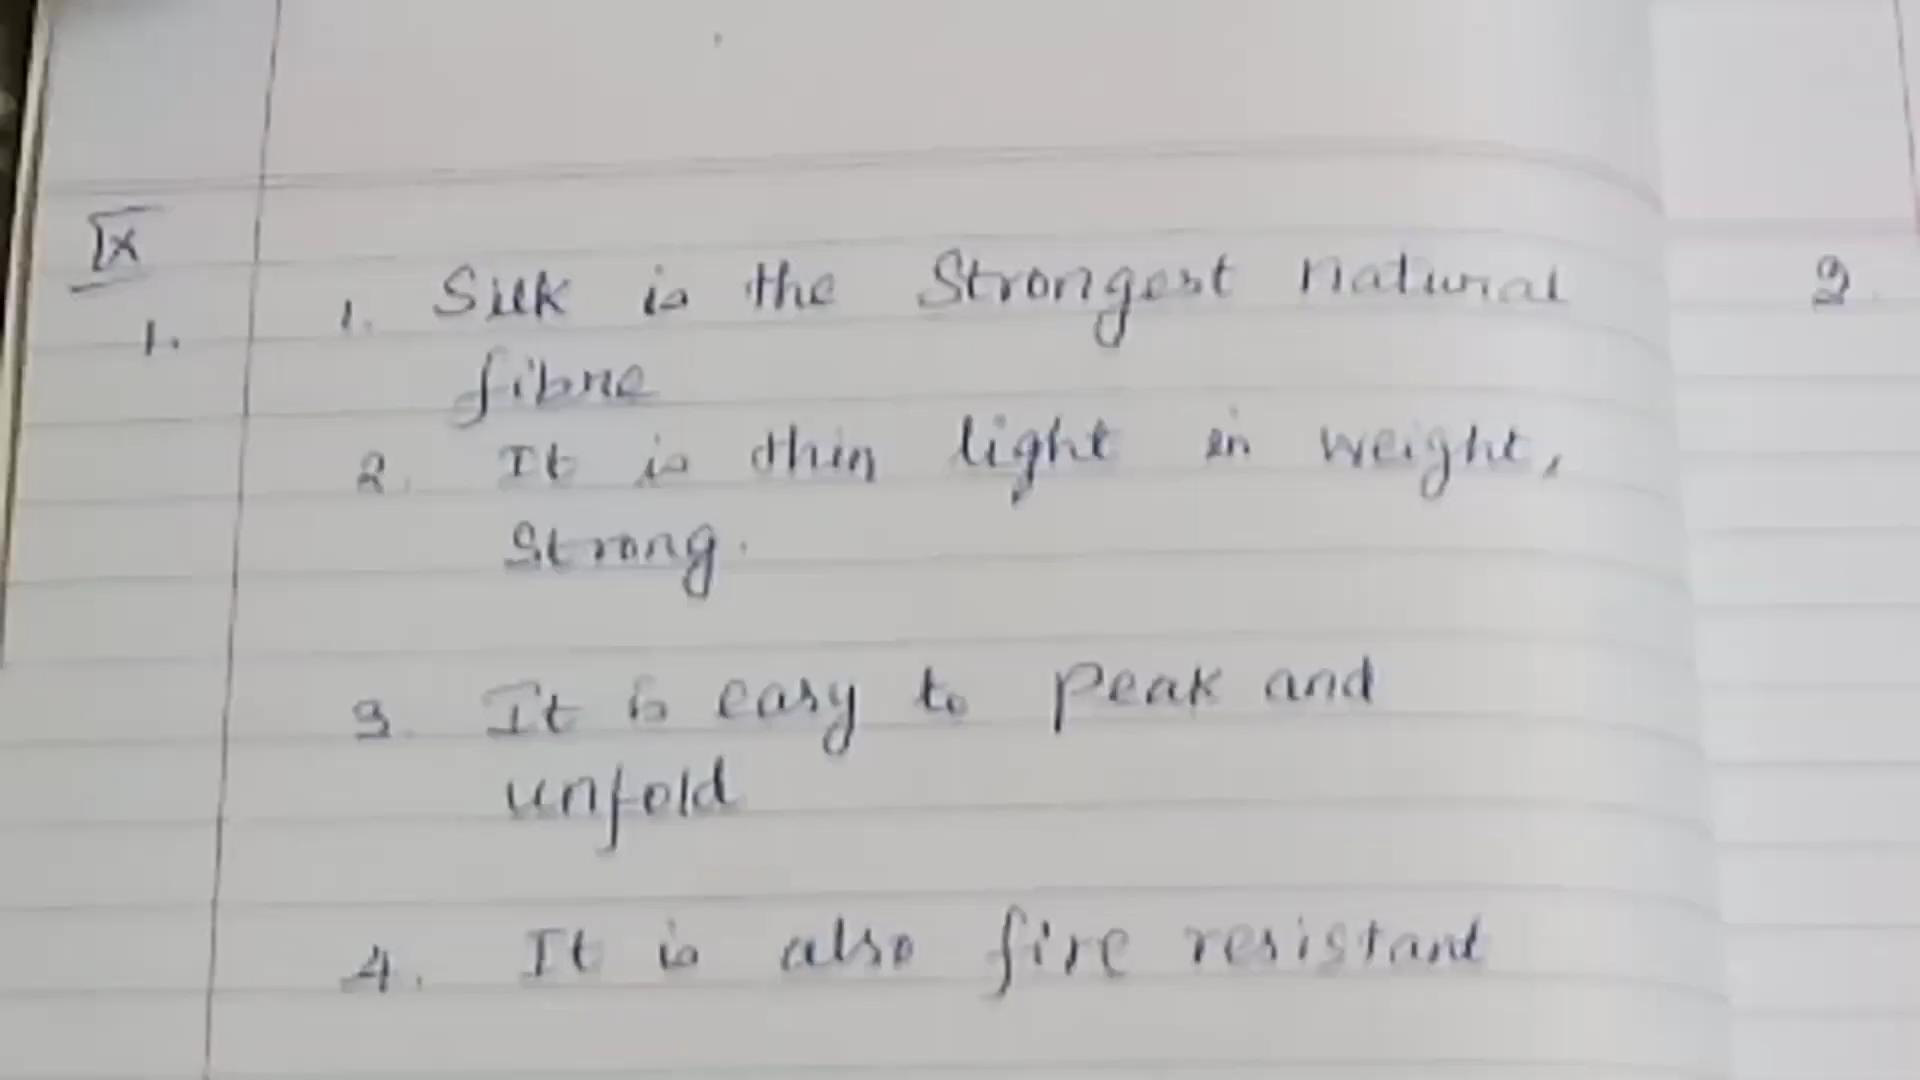 IX
1. 1. Silk is the Strongest natural
fibre
2. It is thin light in weight,
Strong.
3. It is easy to peak and
unfold
4. It is also fire resistant
2.